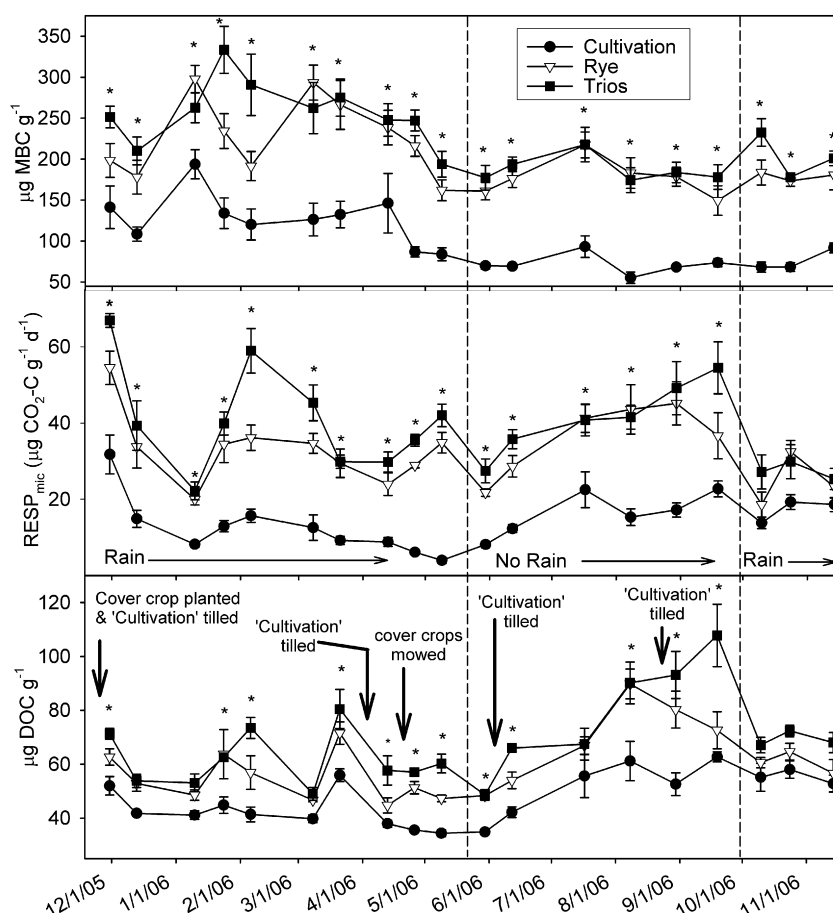 350
300
250
200
150
100
50
µg MBC g⁻¹
* * * * * * * * * * * * * * * * * * *
Cultivation
Rye
Trios
60
40
20
RESPmic (µg CO₂-C g⁻¹ d⁻¹)
* * * * * * * * * * * * * * * *
Rain
No Rain
Rain
120
100
80
60
40
20
µg DOC g⁻¹
Cover crop planted
& 'Cultivation' tilled
'Cultivation'
tilled
cover crops
mowed
'Cultivation'
tilled
'Cultivation'
tilled
* * * * * * * * * * * *
12/1/05
1/1/06
2/1/06
3/1/06
4/1/06
5/1/06
6/1/06
7/1/06
8/1/06
9/1/06
10/1/06
11/1/06